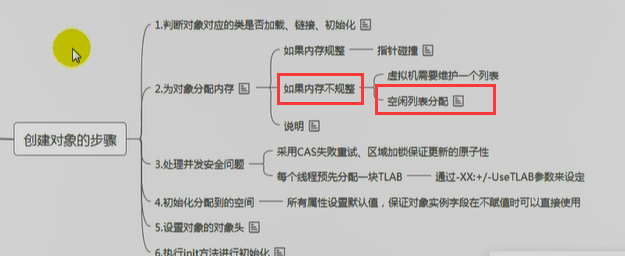 1.判断对象对应的类是否加载、链接、初始化
如果内存规整
指针碰撞
2.为对象分配内存
如果内存不规整
虚拟机需要维护一个列表
空闲列表分配
说明
创建对象的步骤
3.处理并发安全问题
采用CAS失败重试、区域加锁保证更新的原子性
每个线程预先分配一块TLAB
通过-XX:+/-UseTLAB参数来设定
4.初始化分配到的空间
所有属性设置默认值，保证对象实例字段在不赋值时可以直接使用
5.设置对象的对象头
6.执行init方法进行初始化